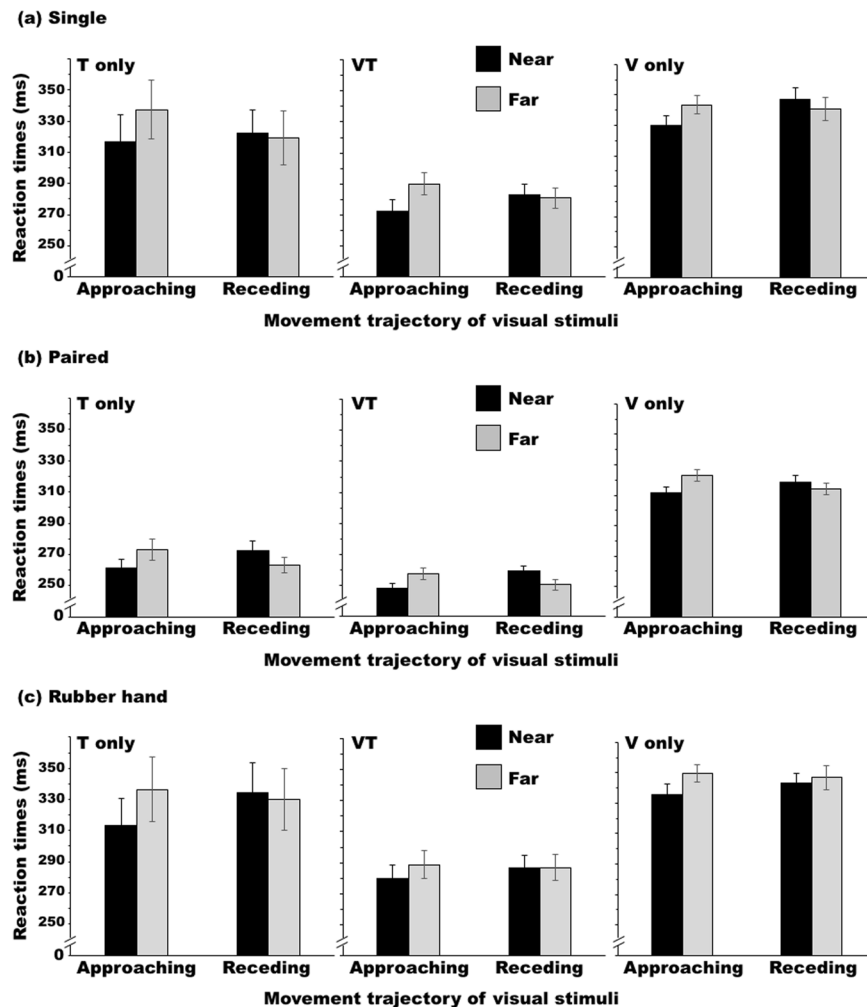 (a) Single
T only
VT
V only
Near
Far
Reaction times (ms)
350
330
310
290
270
250
0
Approaching Receding Approaching Receding Approaching Receding
Movement trajectory of visual stimuli
(b) Paired
T only
VT
V only
Near
Far
Reaction times (ms)
350
330
310
290
270
250
0
Approaching Receding Approaching Receding Approaching Receding
Movement trajectory of visual stimuli
(c) Rubber hand
T only
VT
V only
Near
Far
Reaction times (ms)
350
330
310
290
270
250
0
Approaching Receding Approaching Receding Approaching Receding
Movement trajectory of visual stimuli